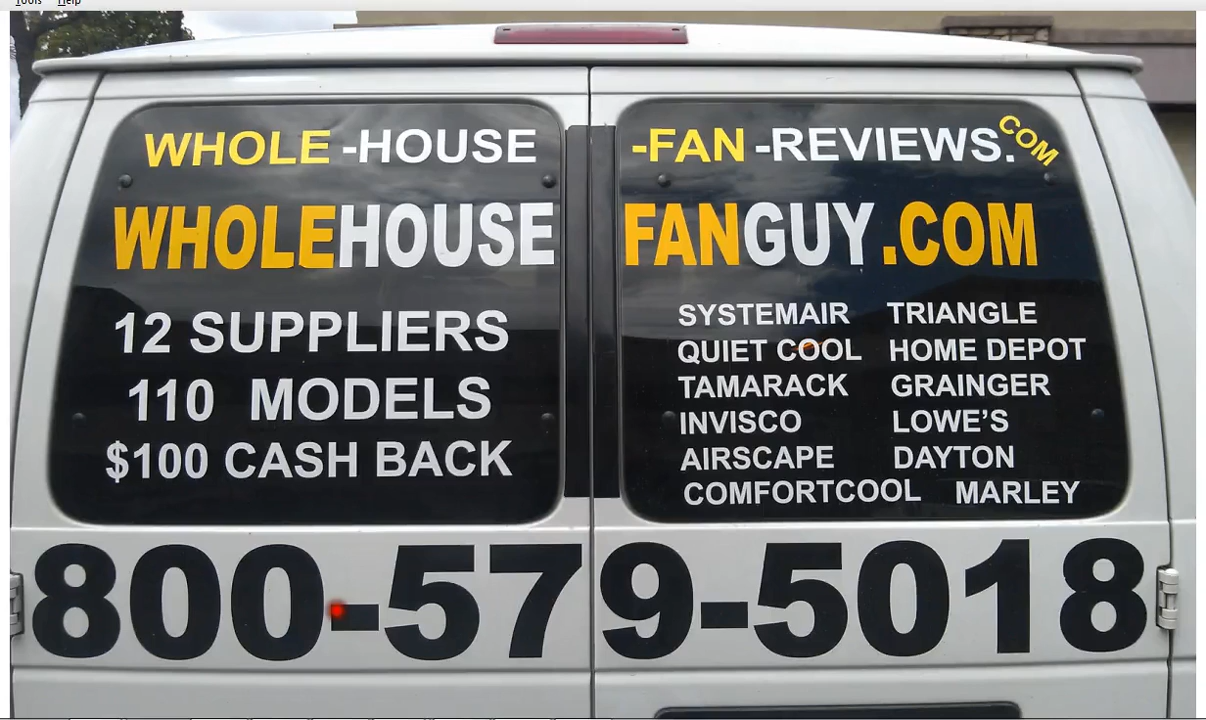 Tools Help
WHOLE-HOUSE -FAN-REVIEWS.COM
WHOLEHOUSE FANGUY.COM
12 SUPPLIERS
110 MODELS
$100 CASH BACK
SYSTEMAIR TRIANGLE
QUIET COOL HOME DEPOT
TAMARACK GRAINGER
INVISCO LOWE'S
AIRSCAPE DAYTON
COMFORTCOOL MARLEY
800-579-5018